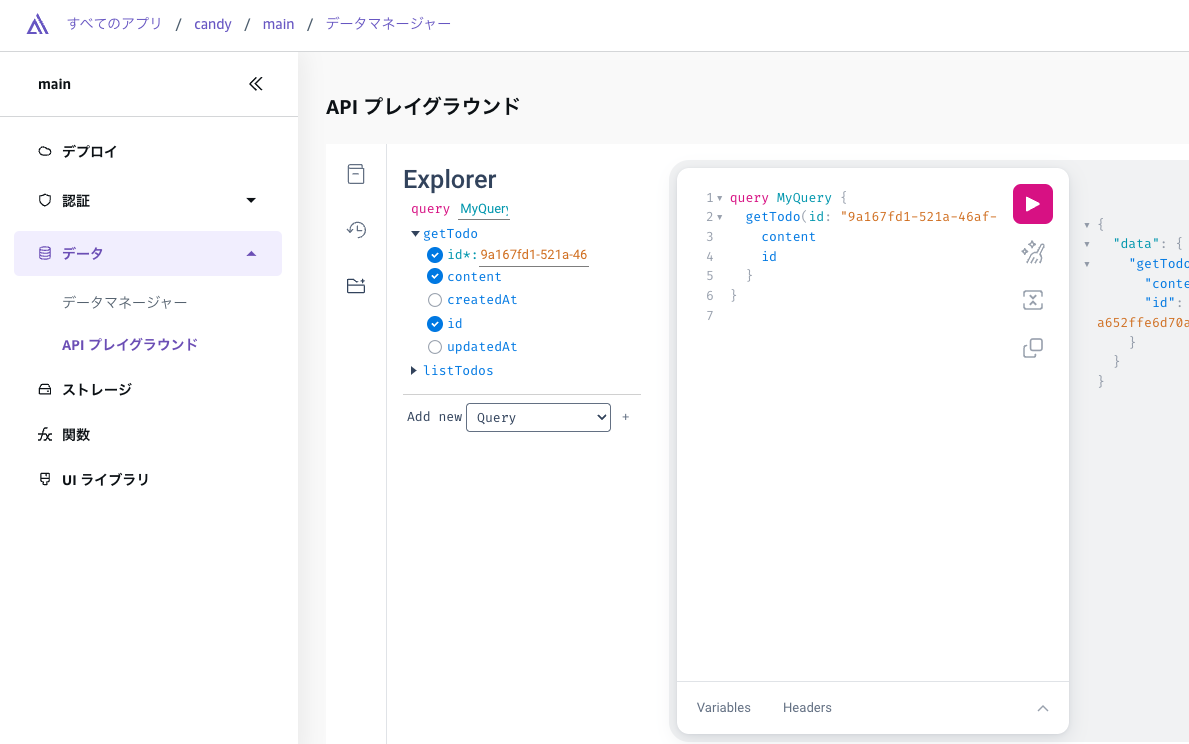 すべてのアプリ / candy / main / データマネージャー
main
デプロイ
認証
データ
データマネージャー
API プレイグラウンド
ストレージ
関数
UI ライブラリ
API プレイグラウンド
Explorer
query MyQuery
getTodo
id*: 9a167fd1-521a-46
content
createdAt
id
updatedAt
listTodos
Add new Query +
1 query MyQuery {
2 getTodo(id: "9a167fd1-521a-46af-
3 content
4 id
5 }
6 }
7
Variables Headers
{
"data": {
"getTodo
"conte
"id":
a652ffe6d70a
}
}
}